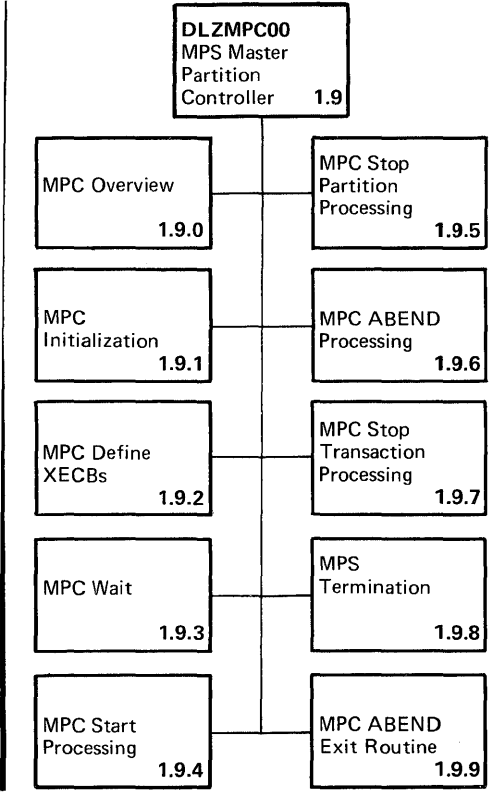 DLZMPC00
MPS Master
Partition
Controller 1.9
MPC Overview
1.9.0
MPC
Initialization
1.9.1
MPC Define
XECBs
1.9.2
MPC Wait
1.9.3
MPC Start
Processing
1.9.4
MPC Stop
Partition
Processing
1.9.5
MPC ABEND
Processing
1.9.6
MPC Stop
Transaction
Processing
1.9.7
MPS
Termination
1.9.8
MPC ABEND
Exit Routine
1.9.9